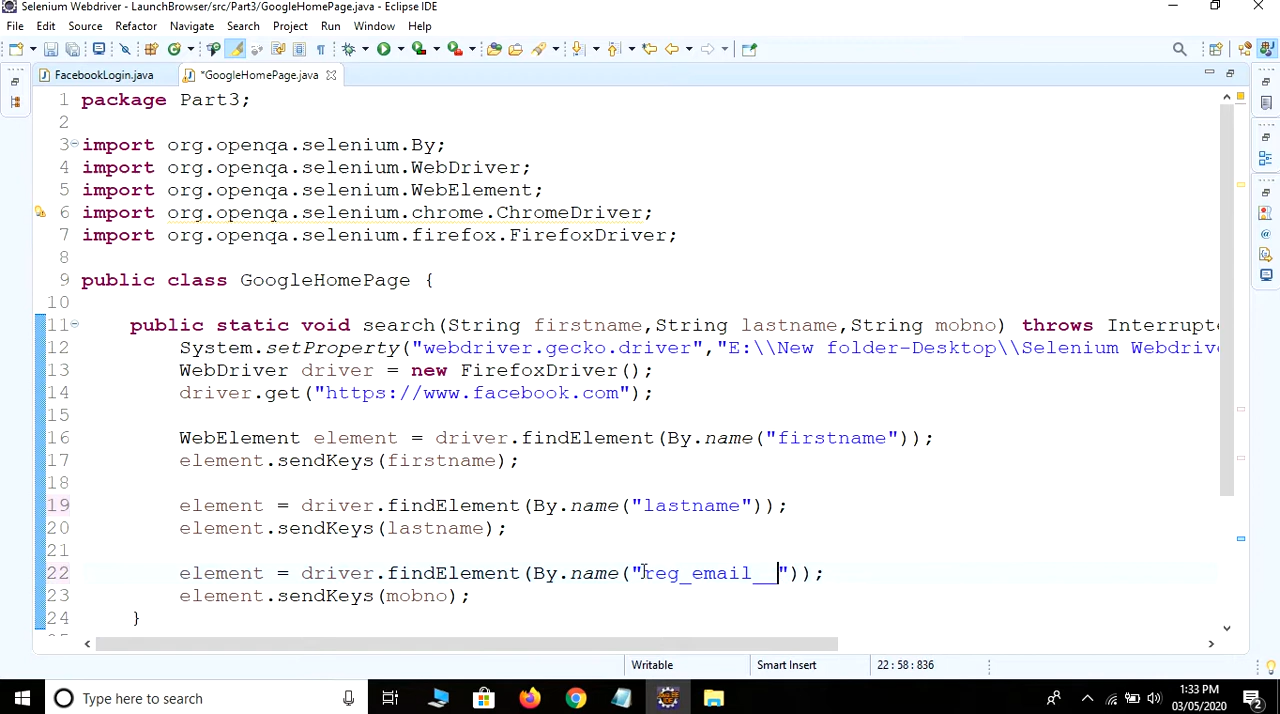 Selenium Webdriver - LaunchBrowser/src/Part3/GoogleHomePage.java - Eclipse IDE
File Edit Source Refactor Navigate Search Project Run Window Help
FacebookLogin.java *GoogleHomePage.java
1 package Part3;
2
3 import org.openqa.selenium.By;
4 import org.openqa.selenium.WebDriver;
5 import org.openqa.selenium.WebElement;
6 import org.openqa.selenium.chrome.ChromeDriver;
7 import org.openqa.selenium.firefox.FirefoxDriver;
8
9 public class GoogleHomePage {
10
11 public static void search(String firstname,String lastname,String mobno) throws Interrupte
12 System.setProperty("webdriver.gecko.driver","E:\\New folder-Desktop\\Selenium Webdrive
13 WebDriver driver = new FirefoxDriver();
14 driver.get("https://www.facebook.com");
15
16 WebElement element = driver.findElement(By.name("firstname"));
17 element.sendKeys(firstname);
18
19 element = driver.findElement(By.name("lastname"));
20 element.sendKeys(lastname);
21
22 element = driver.findElement(By.name("reg_email__"));
23 element.sendKeys(mobno);
24 }
Writable Smart Insert 22 : 58 : 836
Type here to search
1:33 PM
03/05/2020
2